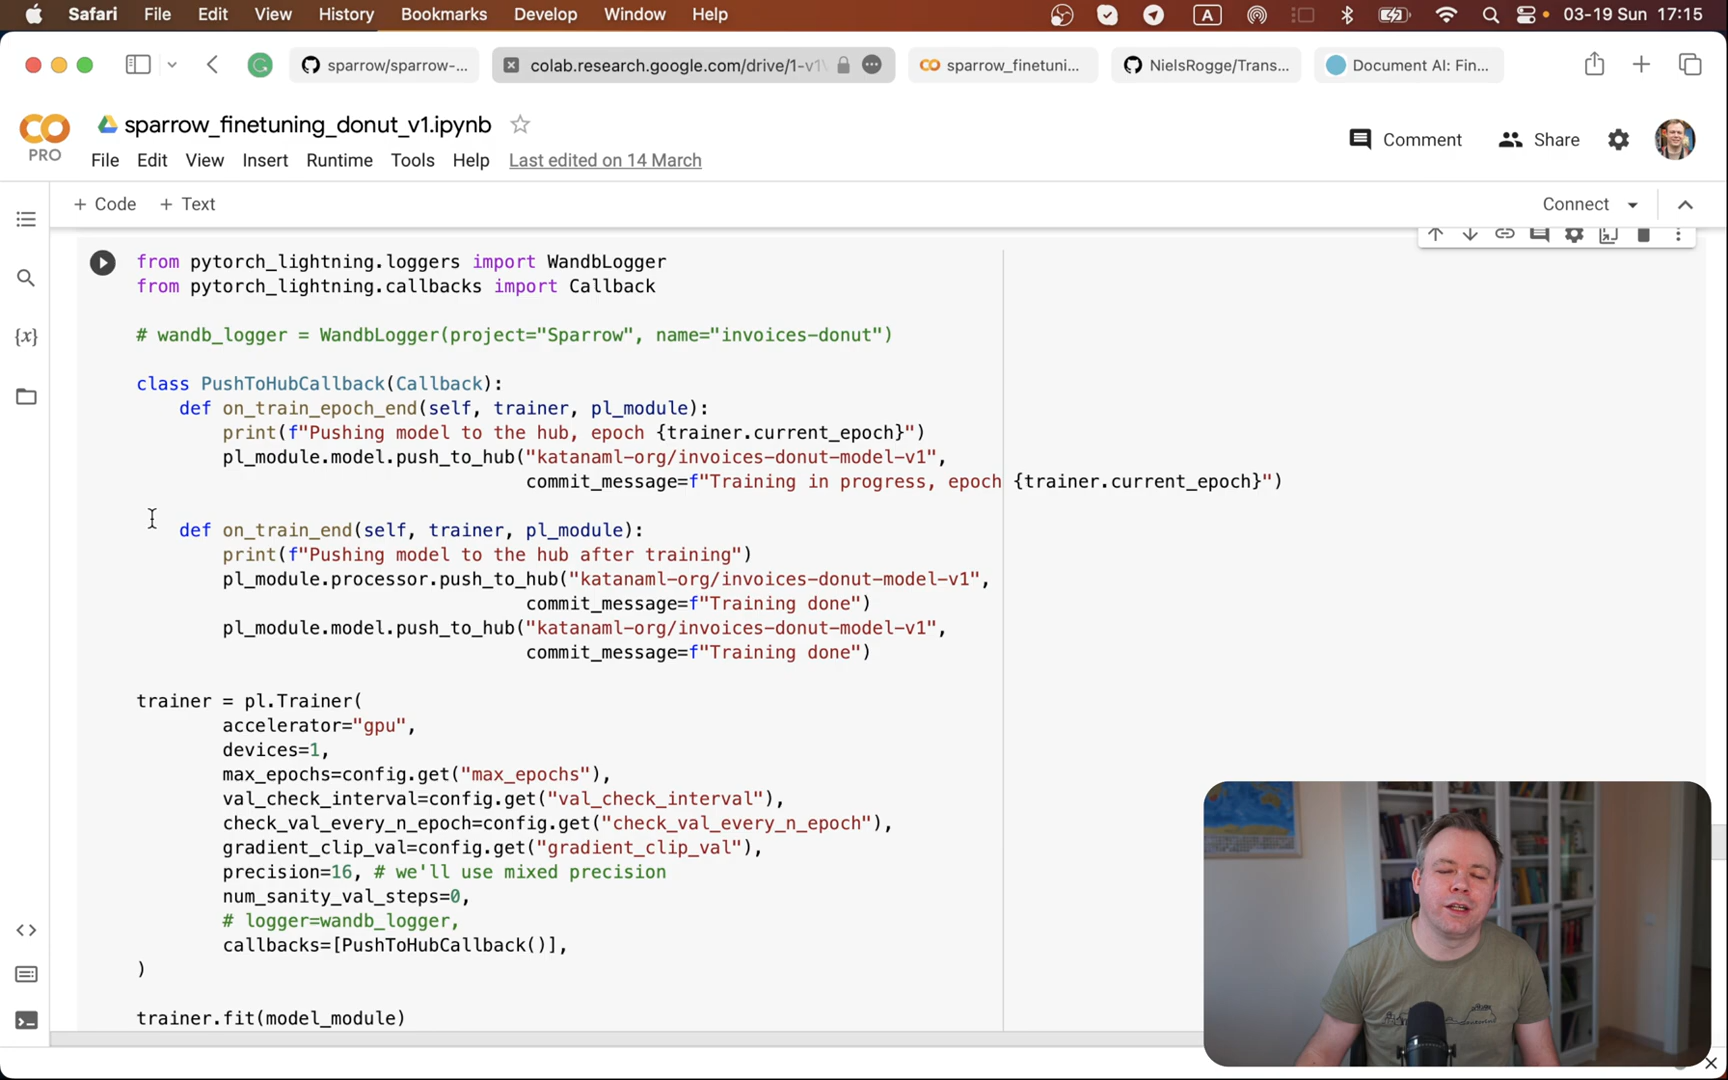 Safari File Edit View History Bookmarks Develop Window Help A 03-19 Sun 17:15
sparrow/sparrow-... colab.research.google.com/drive/1-v1 sparrow_finetuni... NielsRogge/Trans... Document AI: Fin...
sparrow_finetuning_donut_v1.ipynb
PRO
Comment Share
File Edit View Insert Runtime Tools Help Last edited on 14 March
+ Code + Text Connect
{x}
from pytorch_lightning.loggers import WandbLogger
from pytorch_lightning.callbacks import Callback
# wandb_logger = WandbLogger(project="Sparrow", name="invoices-donut")
class PushToHubCallback(Callback):
def on_train_epoch_end(self, trainer, pl_module):
print(f"Pushing model to the hub, epoch {trainer.current_epoch}")
pl_module.model.push_to_hub("katanaml-org/invoices-donut-model-v1",
commit_message=f"Training in progress, epoch {trainer.current_epoch}")
def on_train_end(self, trainer, pl_module):
print(f"Pushing model to the hub after training")
pl_module.processor.push_to_hub("katanaml-org/invoices-donut-model-v1",
commit_message=f"Training done")
pl_module.model.push_to_hub("katanaml-org/invoices-donut-model-v1",
commit_message=f"Training done")
trainer = pl.Trainer(
accelerator="gpu",
devices=1,
max_epochs=config.get("max_epochs"),
val_check_interval=config.get("val_check_interval"),
check_val_every_n_epoch=config.get("check_val_every_n_epoch"),
gradient_clip_val=config.get("gradient_clip_val"),
precision=16, # we'll use mixed precision
num_sanity_val_steps=0,
# logger=wandb_logger,
callbacks=[PushToHubCallback()],
)
trainer.fit(model_module)